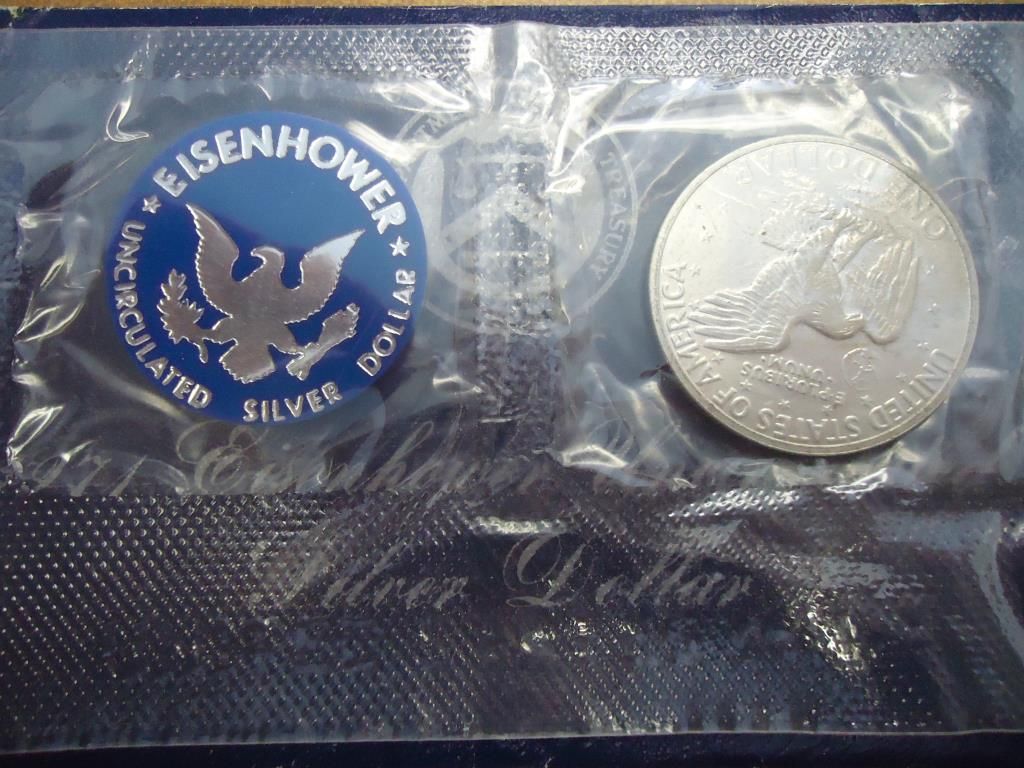 EISENHOWER
UNCIRCULATED SILVER DOLLAR
TREASURY
ONE DOLLAR
UNITED STATES OF AMERICA
E PLURIBUS
UNUM
Eisenhower
Silver Dollar